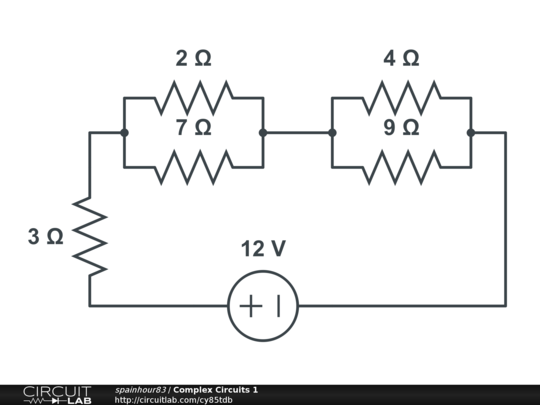 2 Ω
4 Ω
7 Ω
9 Ω
3 Ω
12 V
CIRCUIT
LAB
spainhour83 / Complex Circuits 1
http://circuitlab.com/cy85tdb